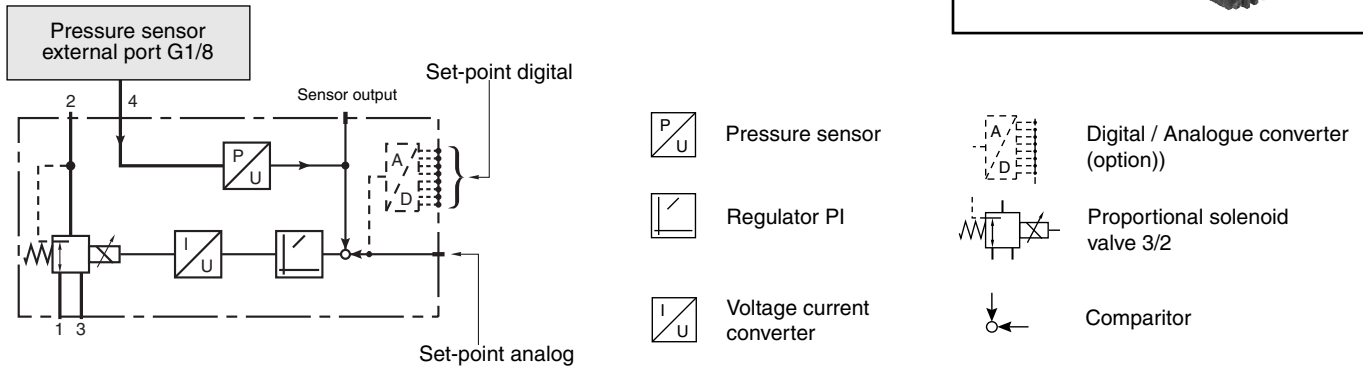 Pressure sensor
external port G1/8
Set-point digital
Sensor output
2
4
P
U
A
D
I
U
1 3
Set-point analog
P
U
Pressure sensor
Regulator PI
I
U
Voltage current
converter
A
D
Digital / Analogue converter
(option))
Proportional solenoid
valve 3/2
Comparitor